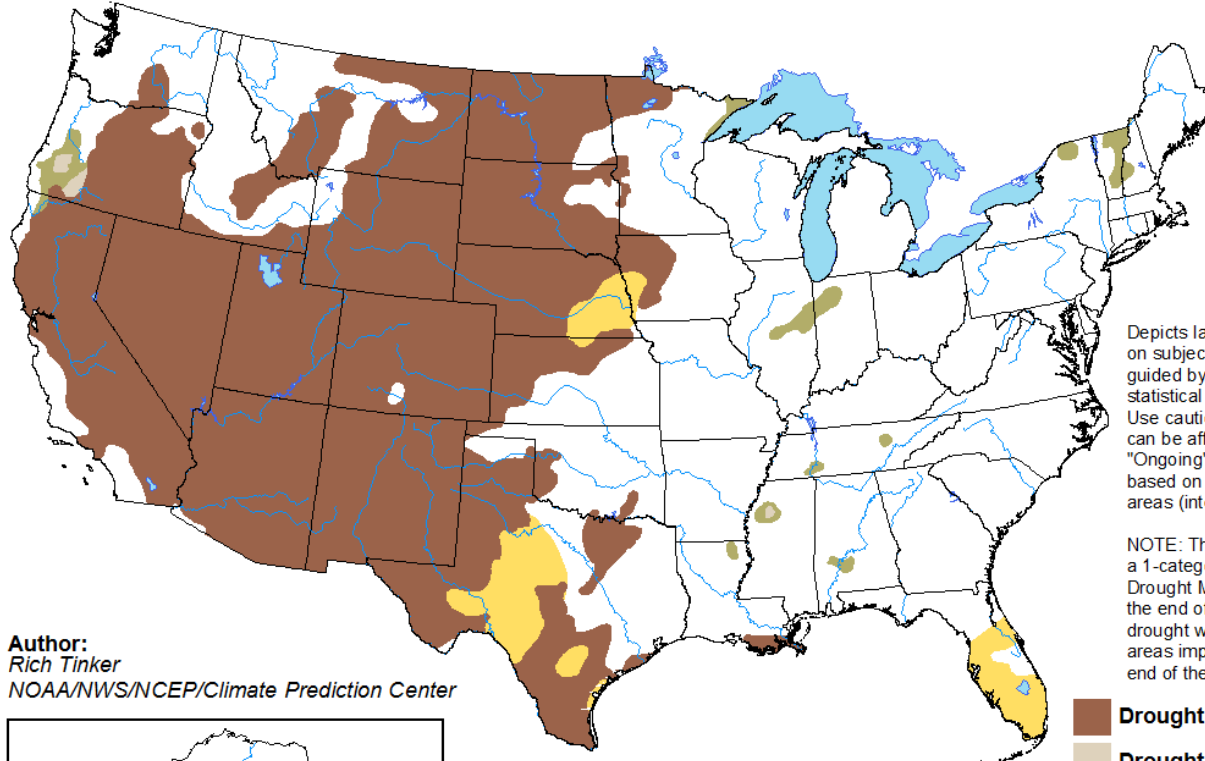 Depicts la
on subjec
guided by
statistical
Use cautio
can be aff
"Ongoing"
based on
areas (inte
NOTE: Th
a 1-catego
Drought M
the end of
drought w
areas imp
end of the
Author:
Rich Tinker
NOAA/NWS/NCEP/Climate Prediction Center
Drought
Drought